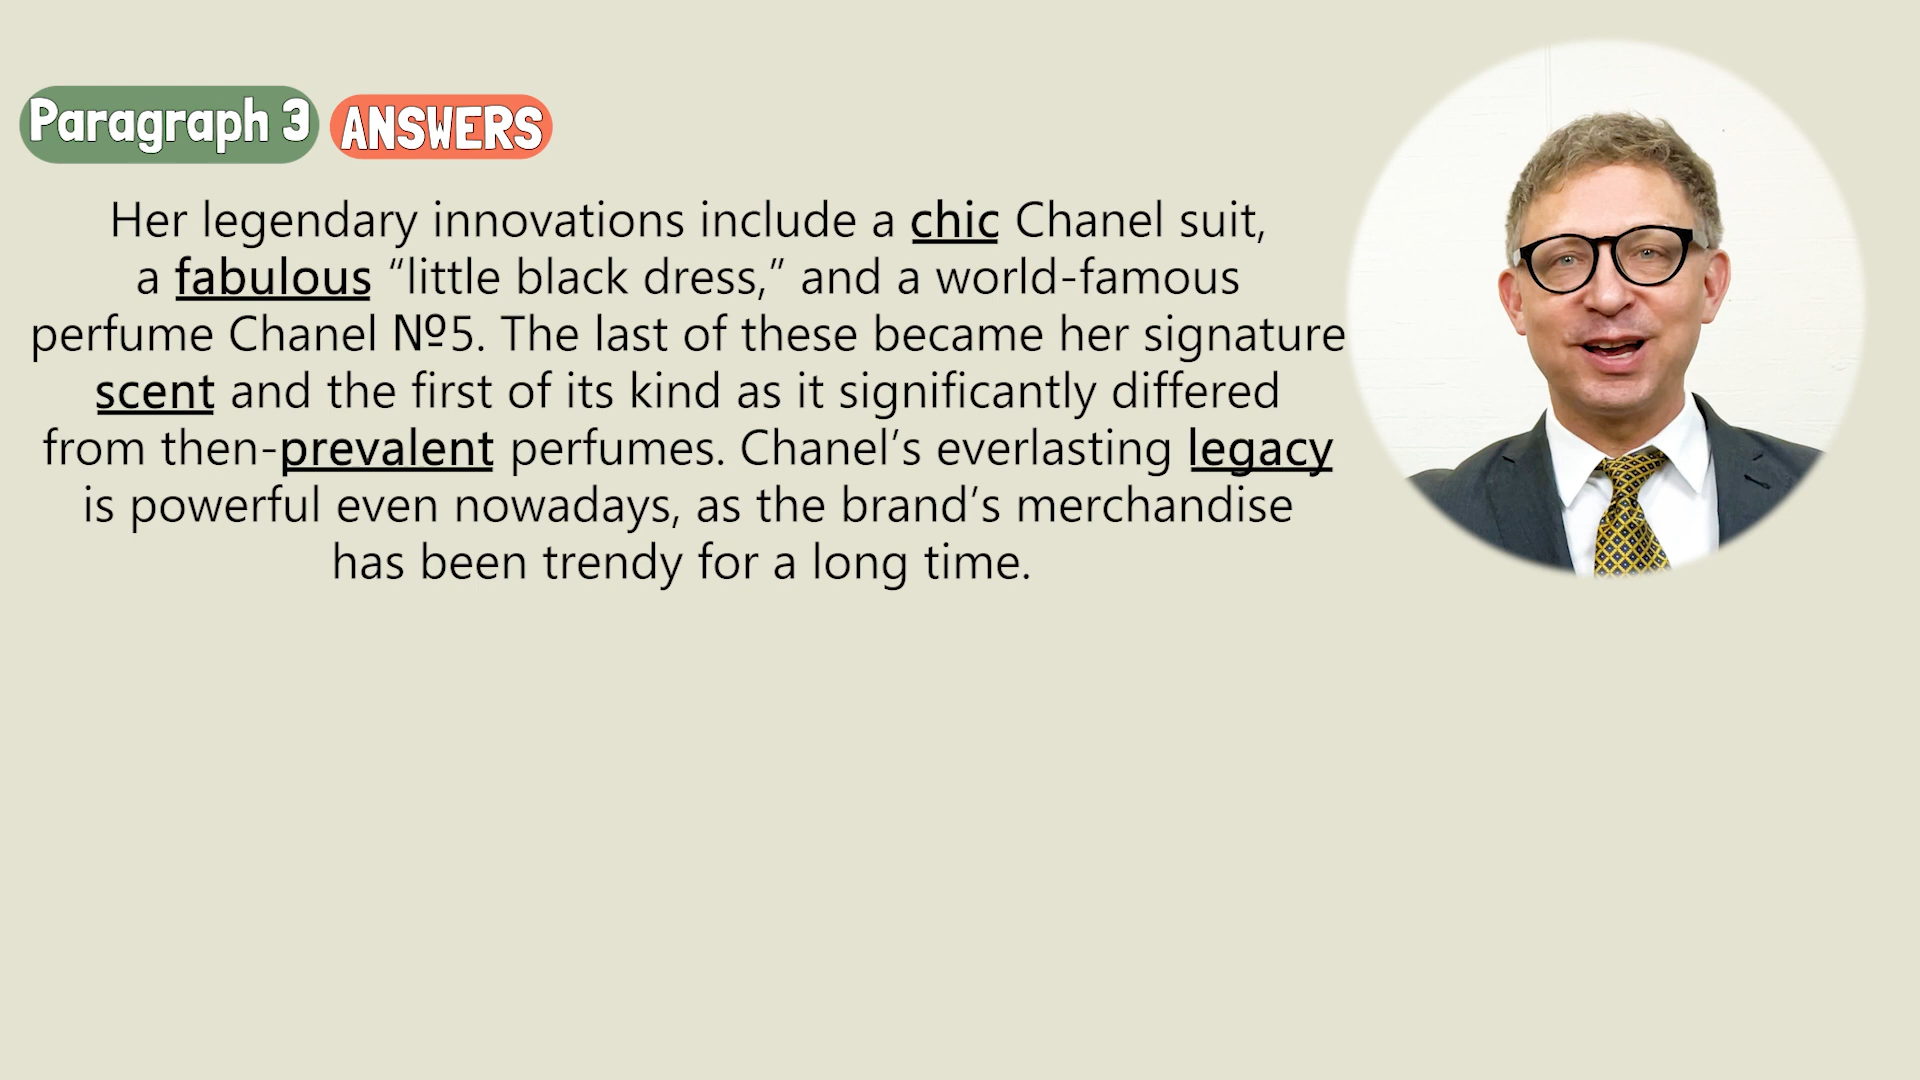 Paragraph 3 ANSWERS
Her legendary innovations include a chic Chanel suit,
a fabulous “little black dress,” and a world-famous
perfume Chanel №5. The last of these became her signature
scent and the first of its kind as it significantly differed
from then-prevalent perfumes. Chanel’s everlasting legacy
is powerful even nowadays, as the brand’s merchandise
has been trendy for a long time.